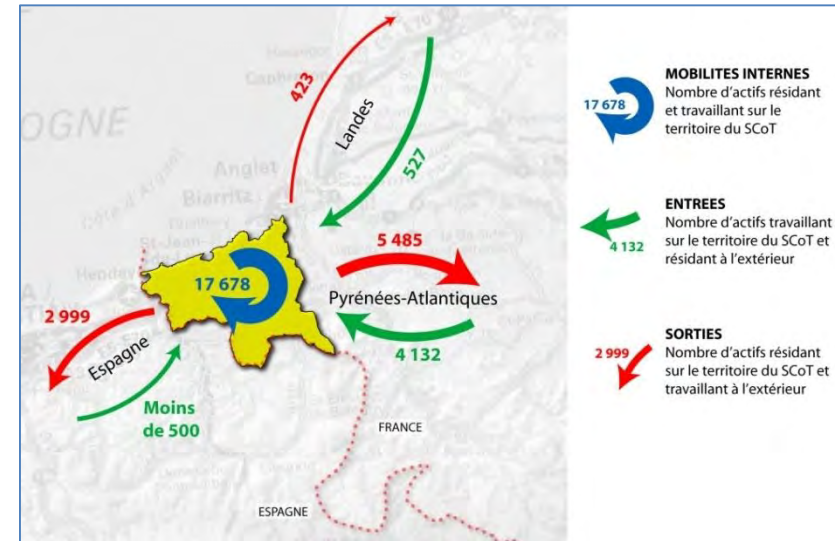 423
Landes
527
OGNE
Anglet
Biarritz
Côte d'Argent
5 485
17 678
Pyrénées-Atlantiques
2 999
Espagne
4 132
Moins
de 500
FRANCE
ESPAGNE
17 678
MOBILITES INTERNES
Nombre d'actifs résidant
et travaillant sur le
territoire du SCoT
4 132
ENTREES
Nombre d'actifs travaillant
sur le territoire du SCoT et
résidant à l'extérieur
2 999
SORTIES
Nombre d'actifs résidant
sur le territoire du SCoT et
travaillant à l'extérieur